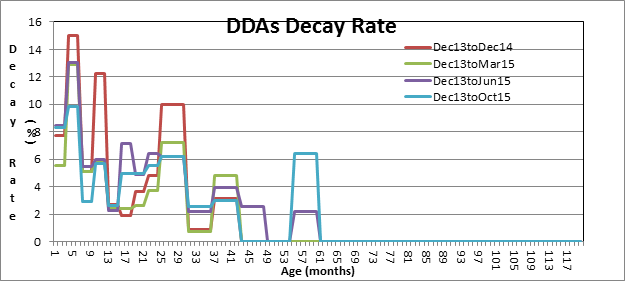 DDAs Decay Rate
Decay Rate (%)
16
14
12
10
8
6
4
2
0
Dec13toDec14
Dec13toMar15
Dec13toJun15
Dec13toOct15
1 5 9 13 17 21 25 29 33 37 41 45 49 53 57 61 65 69 73 77 81 85 89 93 97 101 105 109 113 117
Age (months)